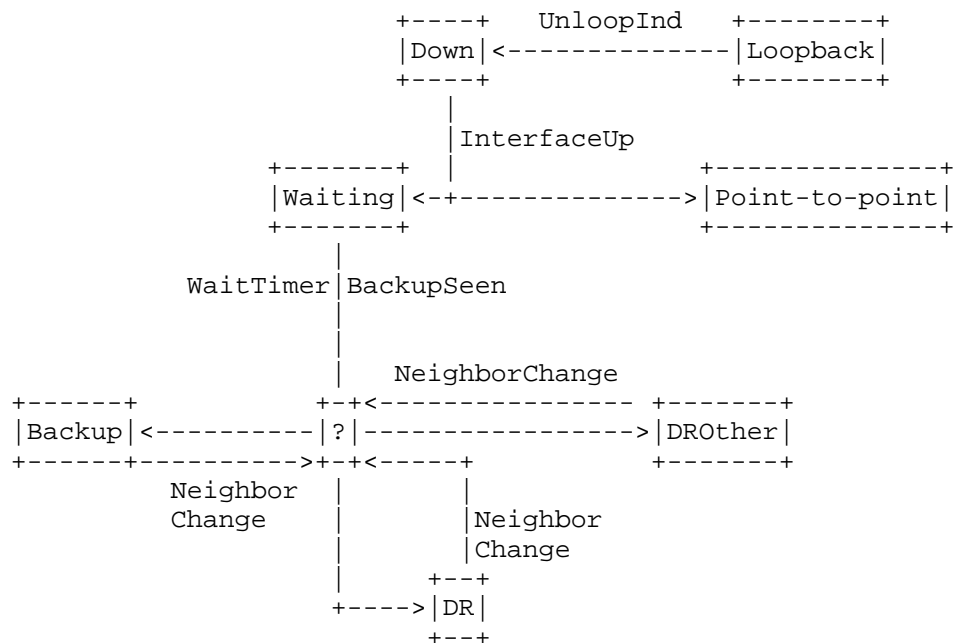 +----+   UnloopInd   +--------+
                                  |Down|<--------------|Loopback|
                                  +----+               +--------+
                                     |
                                     |InterfaceUp
                          +-------+  |               +--------------+
                          |Waiting|<-+-------------->|Point-to-point|
                          +-------+                  +--------------+
                              |
                     WaitTimer|BackupSeen
                              |
                              |
                              |   NeighborChange
          +------+           +-+<---------------- +-------+
          |Backup|<----------|?|----------------->|DROther|
          +------+---------->+-+<-----+           +-------+
                    Neighbor  |       |
                    Change    |       |Neighbor
                              |       |Change
                              |     +--+
                              +---->|DR|
                                    +--+